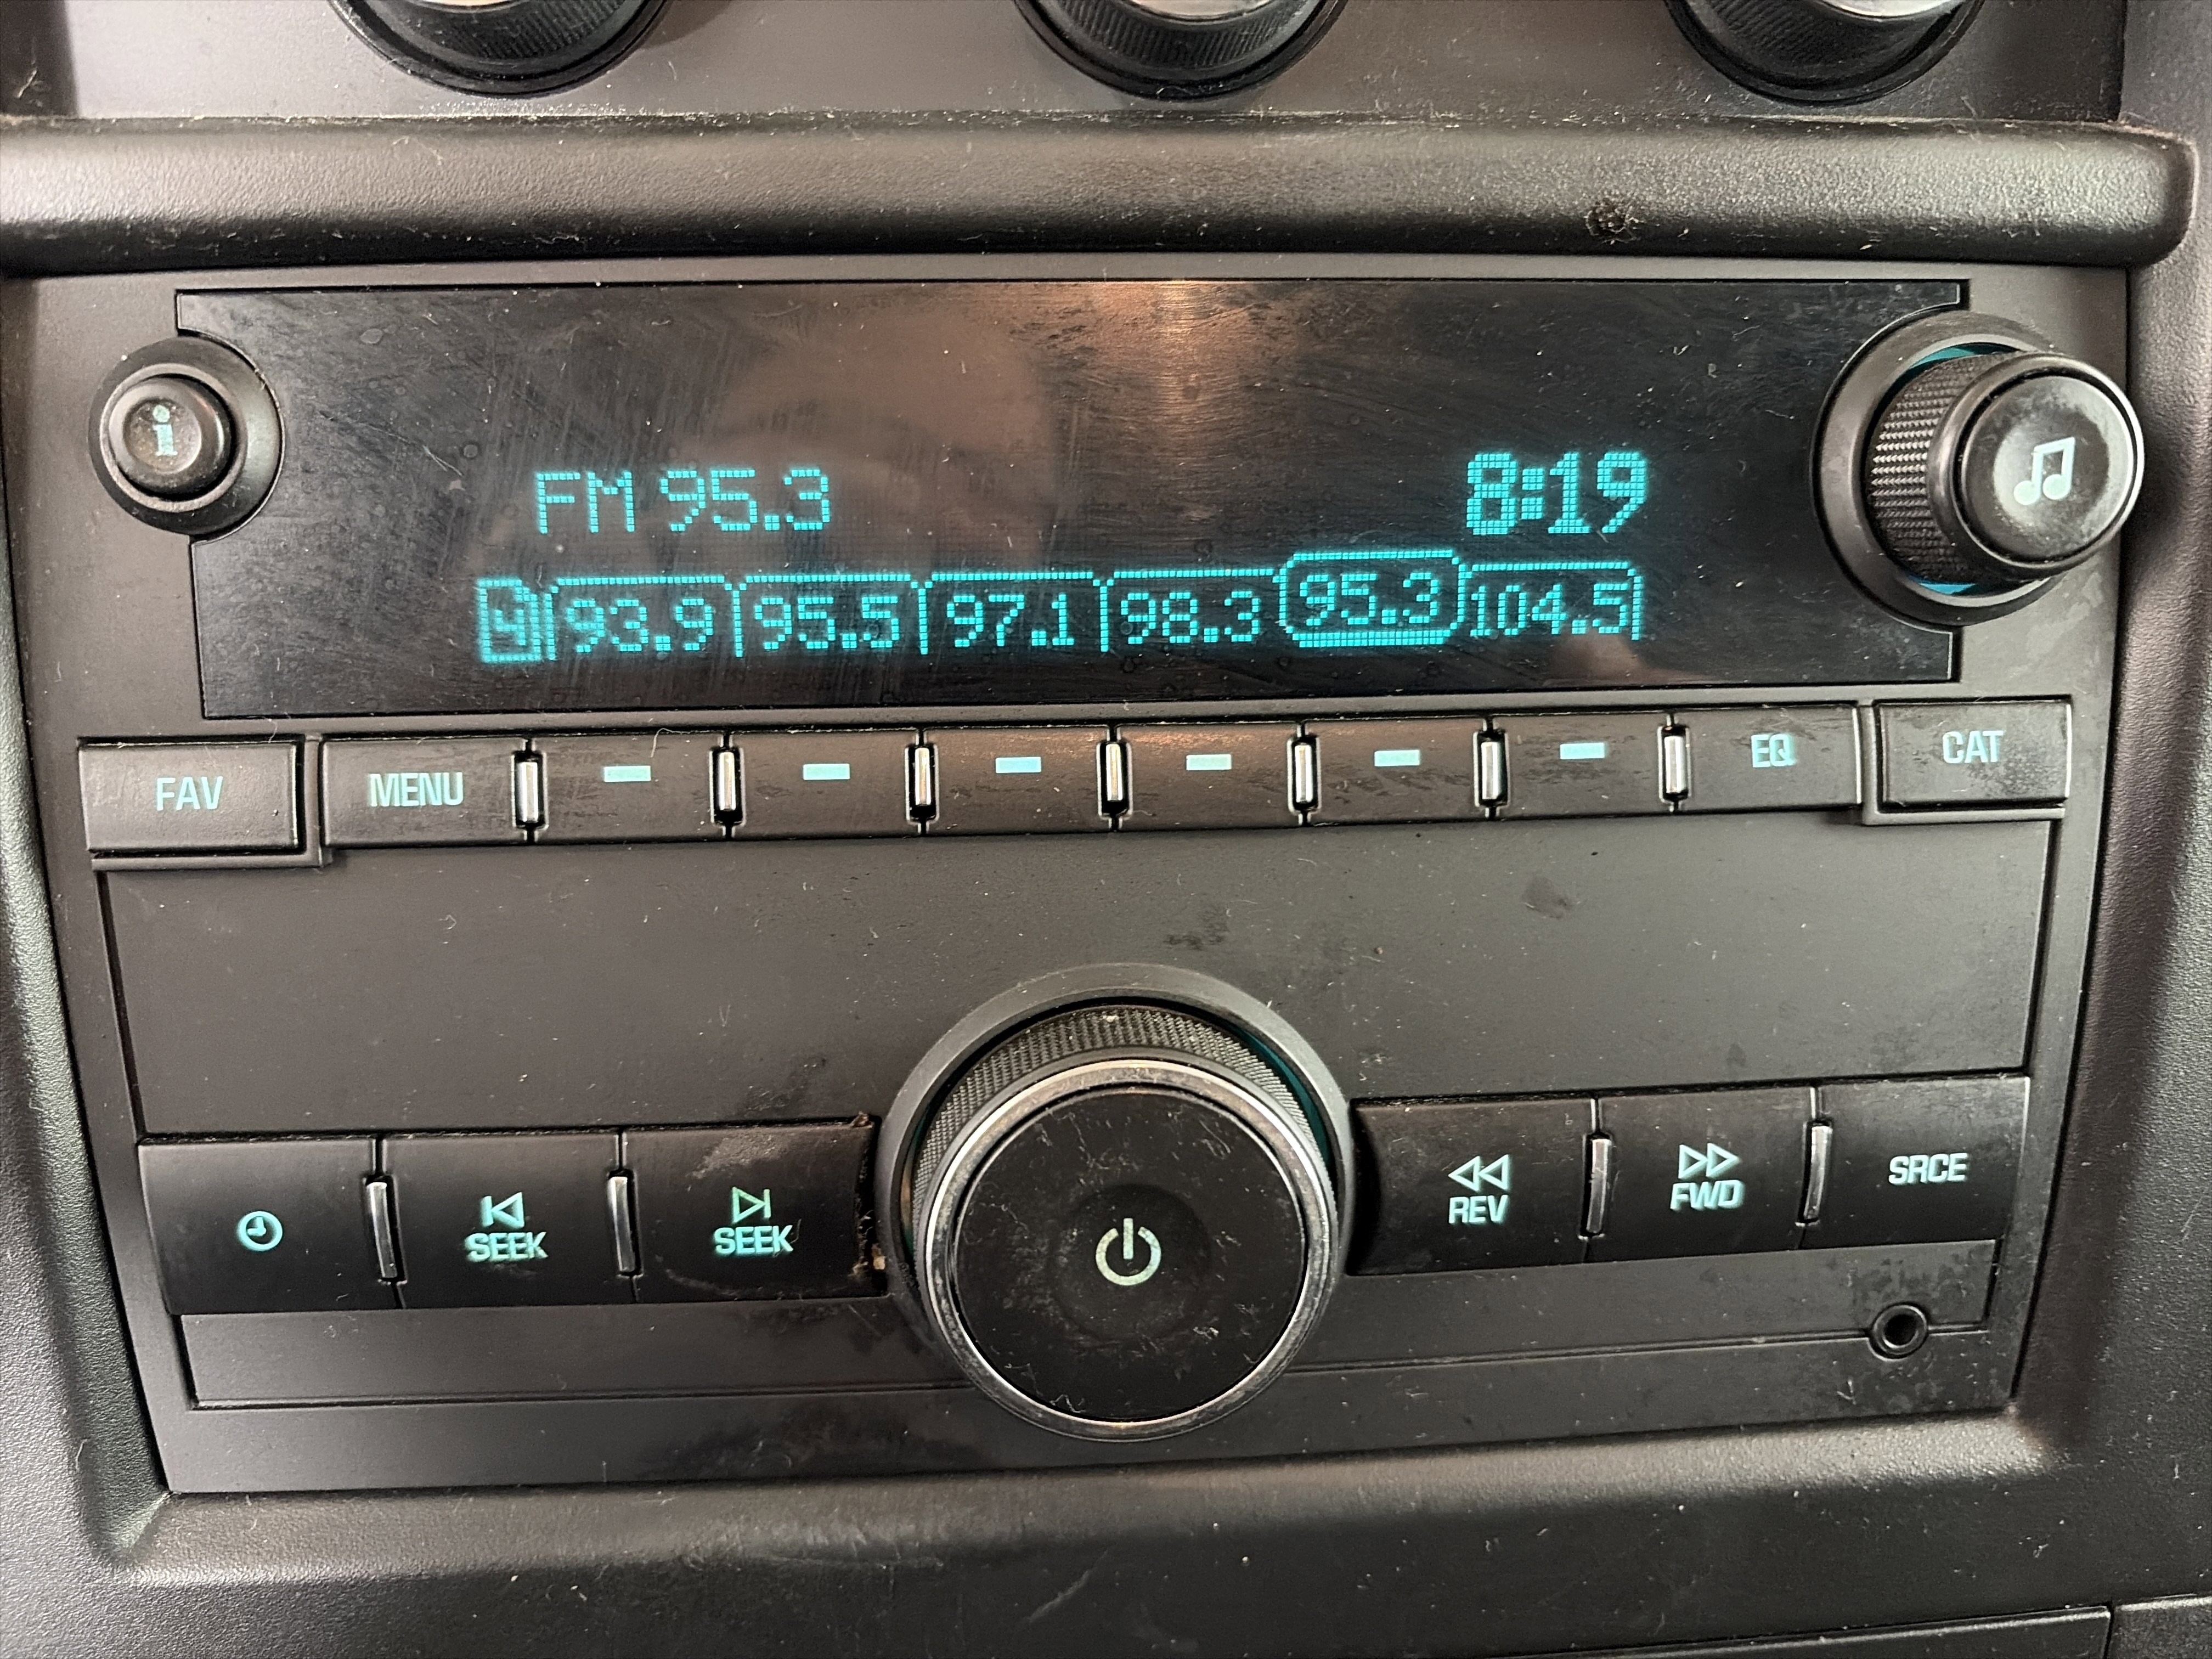 i
FM 95.3 8:19
4 93.9 95.5 97.1 98.3 95.3 104.5
FAV MENU EQ CAT
SEEK SEEK REV FWD SRCE